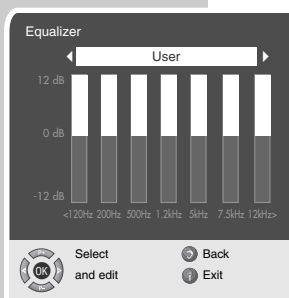 Equalizer
User
12 dB
0 dB
-12 dB
<120Hz 200Hz 500Hz 1.2kHz 5kHz 7.5kHz 12kHz>
Select
and edit
Back
Exit
OK
i